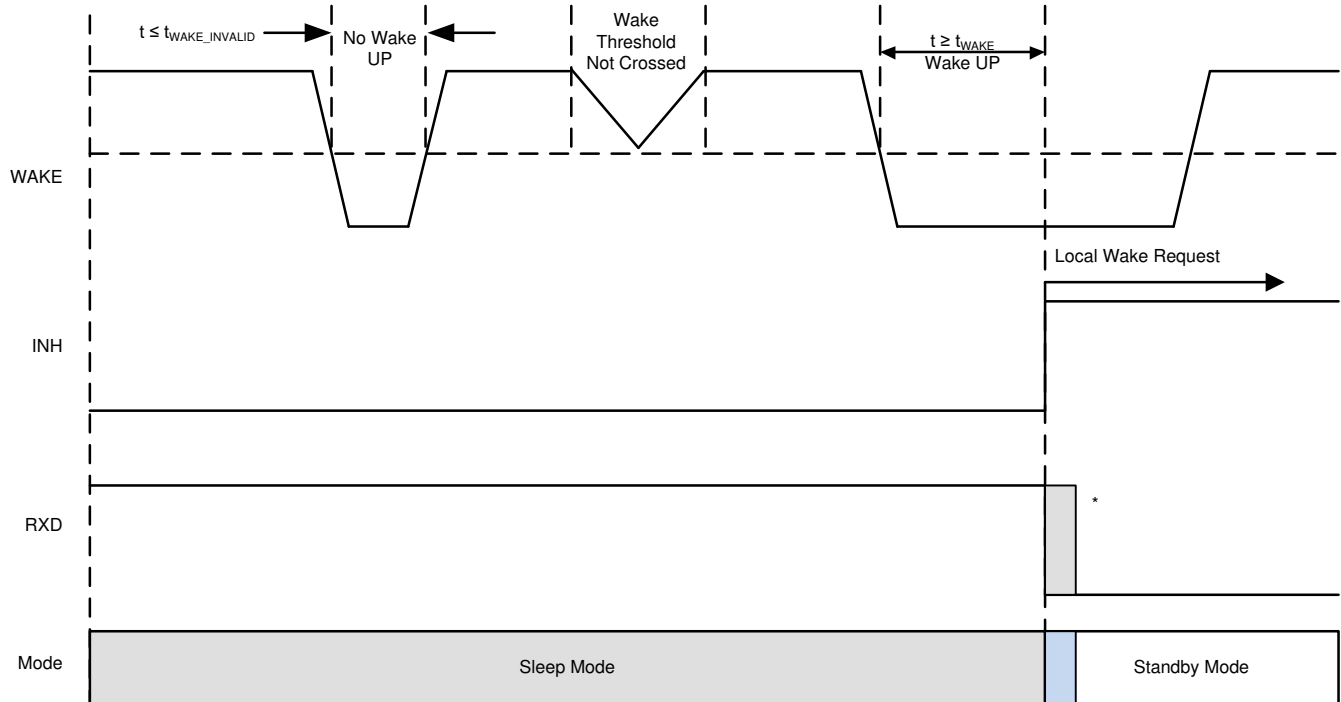 t ≤ tWAKE_INVALID
No Wake
UP
Wake
Threshold
Not Crossed
t ≥ tWAKE
Wake UP
WAKE
Local Wake Request
INH
RXD
*
Mode
Sleep Mode
Standby Mode